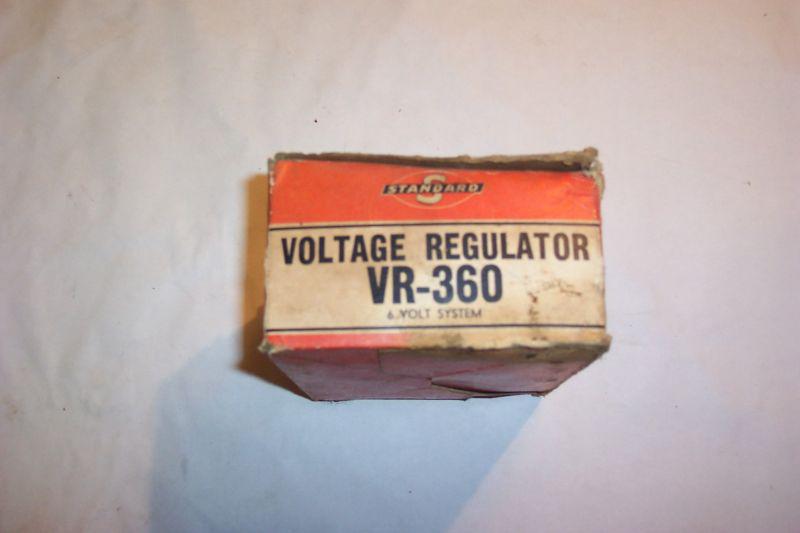 STANDARD
VOLTAGE REGULATOR
VR-360
6 VOLT SYSTEM